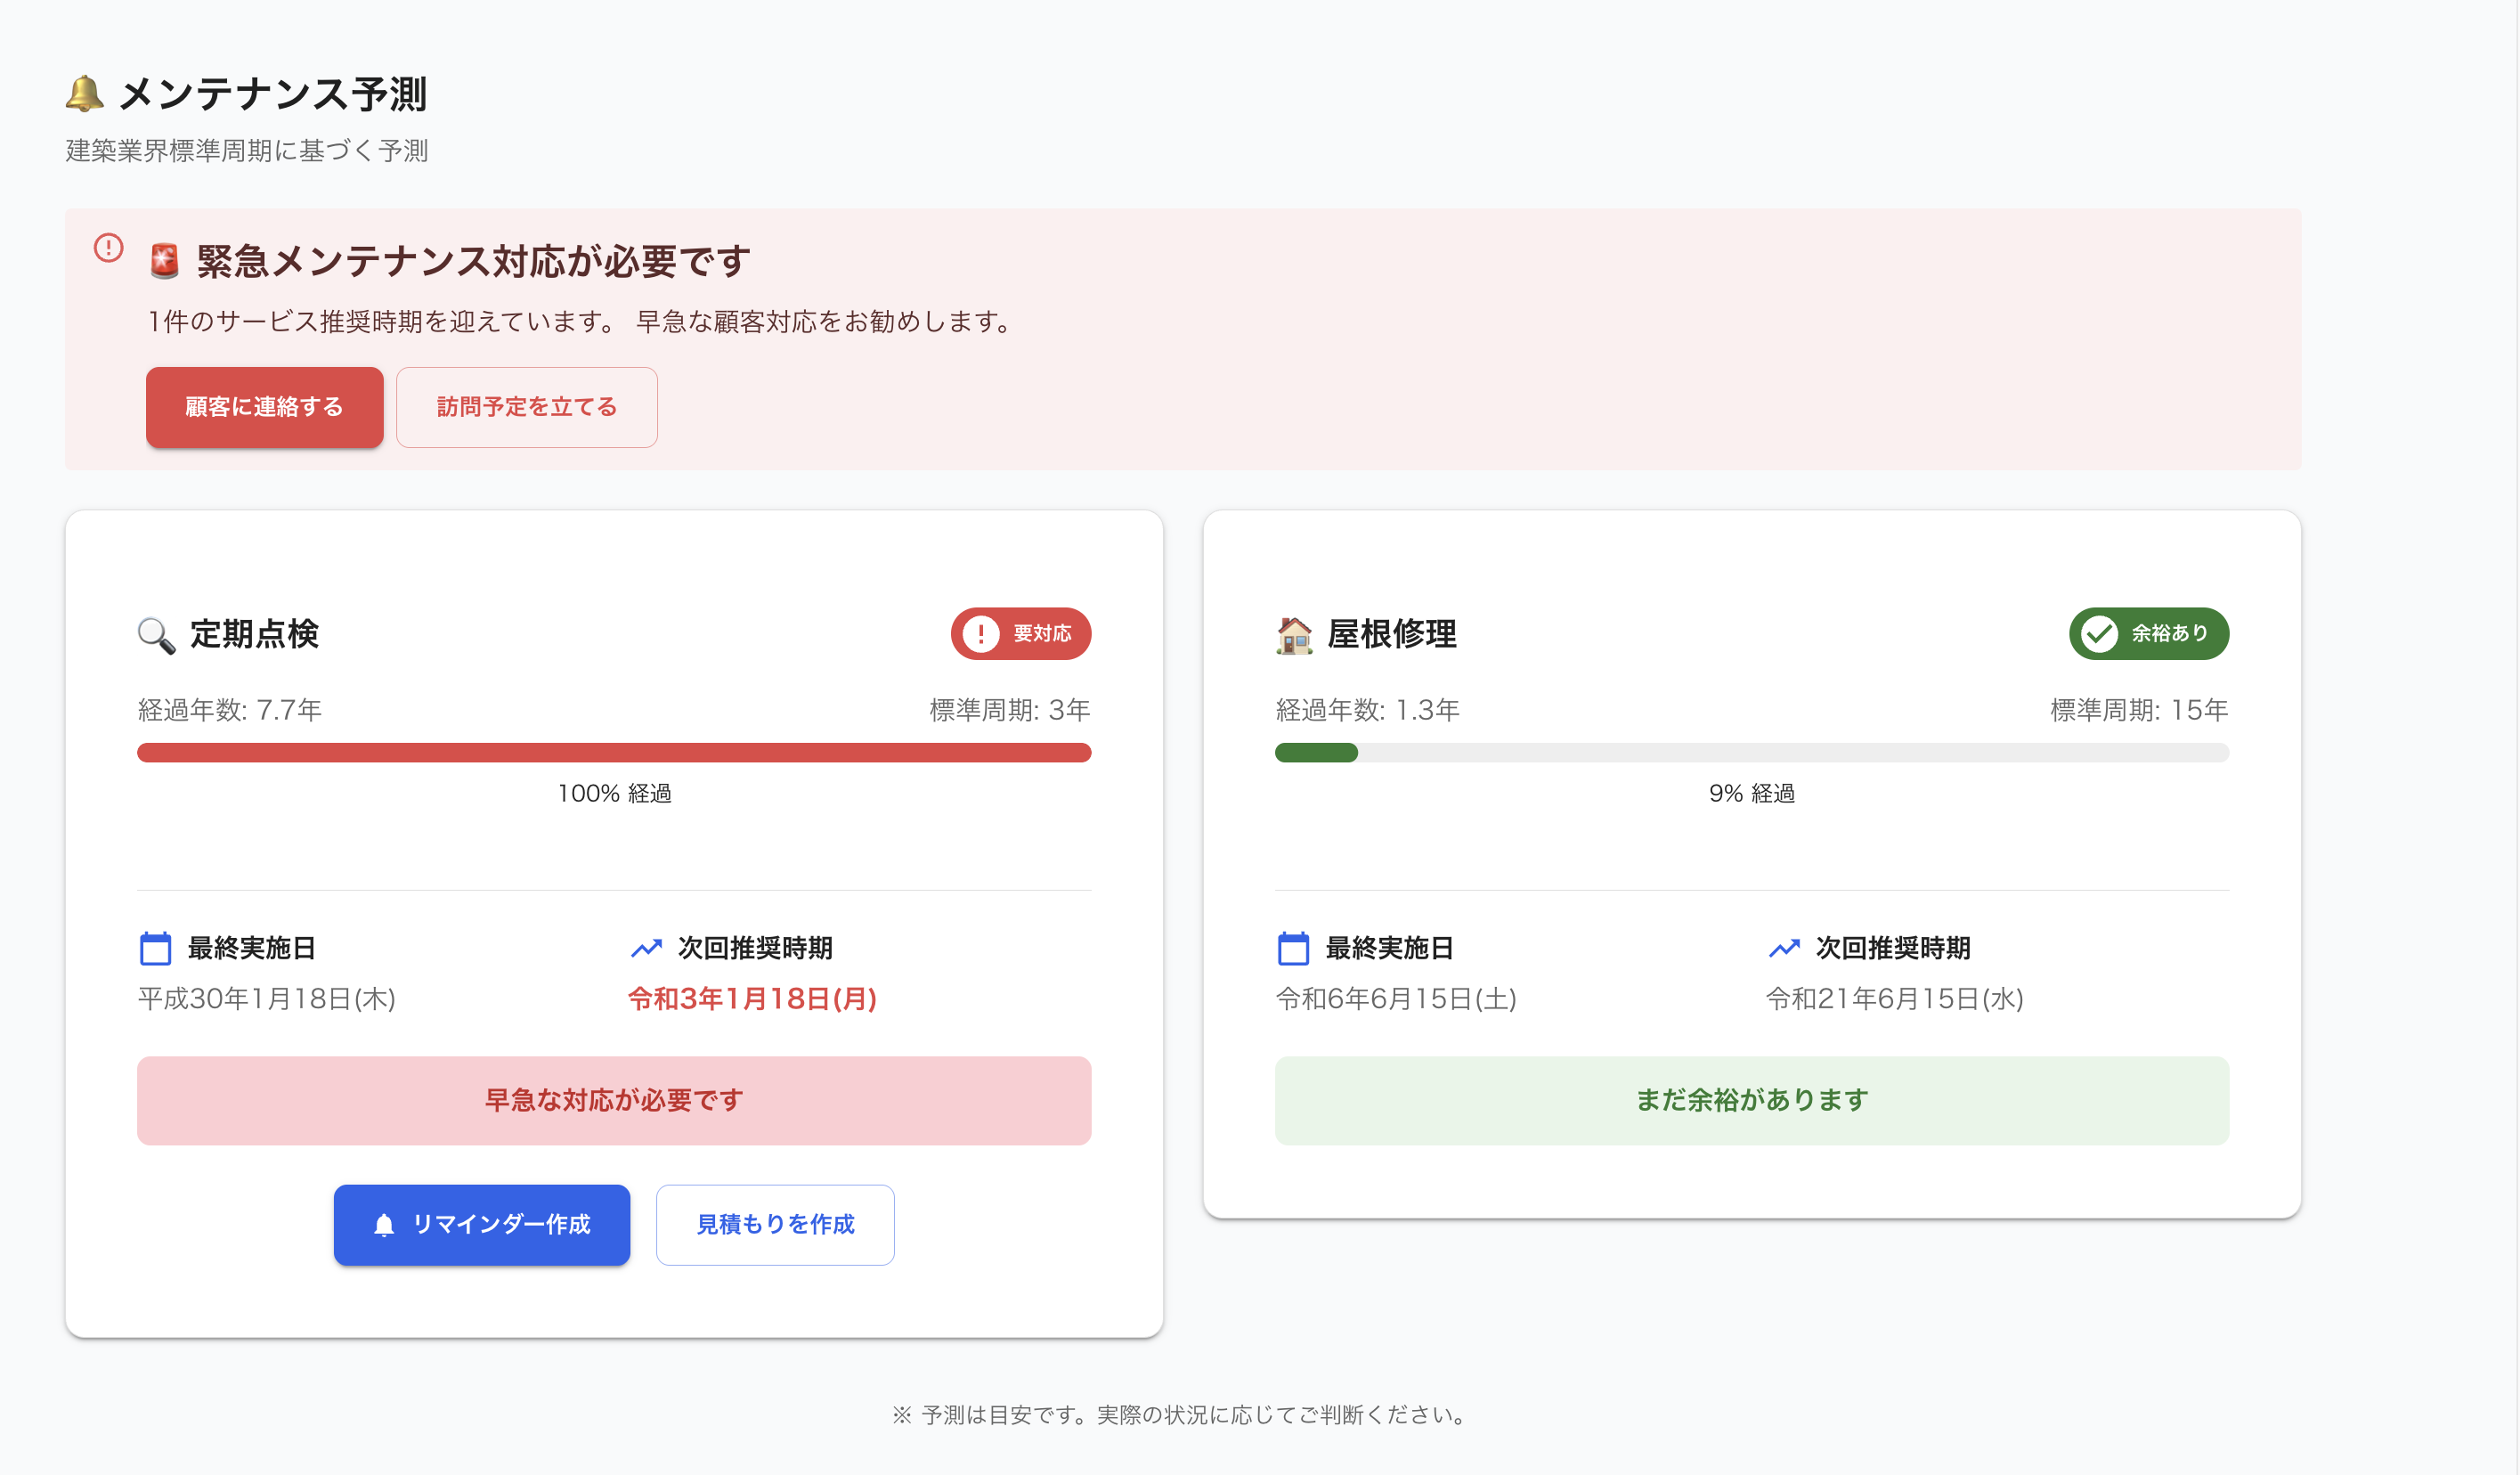 🔔 メンテナンス予測
建築業界標準周期に基づく予測
🚨 緊急メンテナンス対応が必要です
1件のサービス推奨時期を迎えています。 早急な顧客対応をお勧めします。
顧客に連絡する
訪問予定を立てる
🔍 定期点検
要対応
経過年数: 7.7年
標準周期: 3年
100% 経過
最終実施日
次回推奨時期
平成30年1月18日(木)
令和3年1月18日(月)
早急な対応が必要です
リマインダー作成
見積もりを作成
🏠 屋根修理
余裕あり
経過年数: 1.3年
標準周期: 15年
9% 経過
最終実施日
次回推奨時期
令和6年6月15日(土)
令和21年6月15日(水)
まだ余裕があります
※ 予測は目安です。実際の状況に応じてご判断ください。